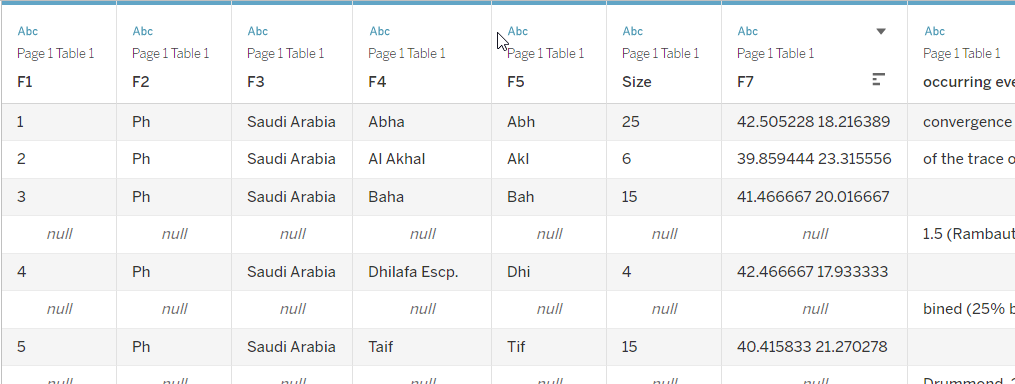 Abc Abc Abc Abc Abc Abc Abc Abc
Page 1 Table 1 Page 1 Table 1 Page 1 Table 1 Page 1 Table 1 Page 1 Table 1 Page 1 Table 1 Page 1 Table 1 Page 1 Table 1
F1 F2 F3 F4 F5 Size F7 occurring eve
1 Ph Saudi Arabia Abha Abh 25 42.505228 18.216389 convergence
2 Ph Saudi Arabia Al Akhal Akl 6 39.859444 23.315556 of the trace o
3 Ph Saudi Arabia Baha Bah 15 41.466667 20.016667
null null null null null null null 1.5 (Rambaut
4 Ph Saudi Arabia Dhilafa Escp. Dhi 4 42.466667 17.933333
null null null null null null null bined (25% b
5 Ph Saudi Arabia Taif Tif 15 40.415833 21.270278
null null null null null null null Drummond,